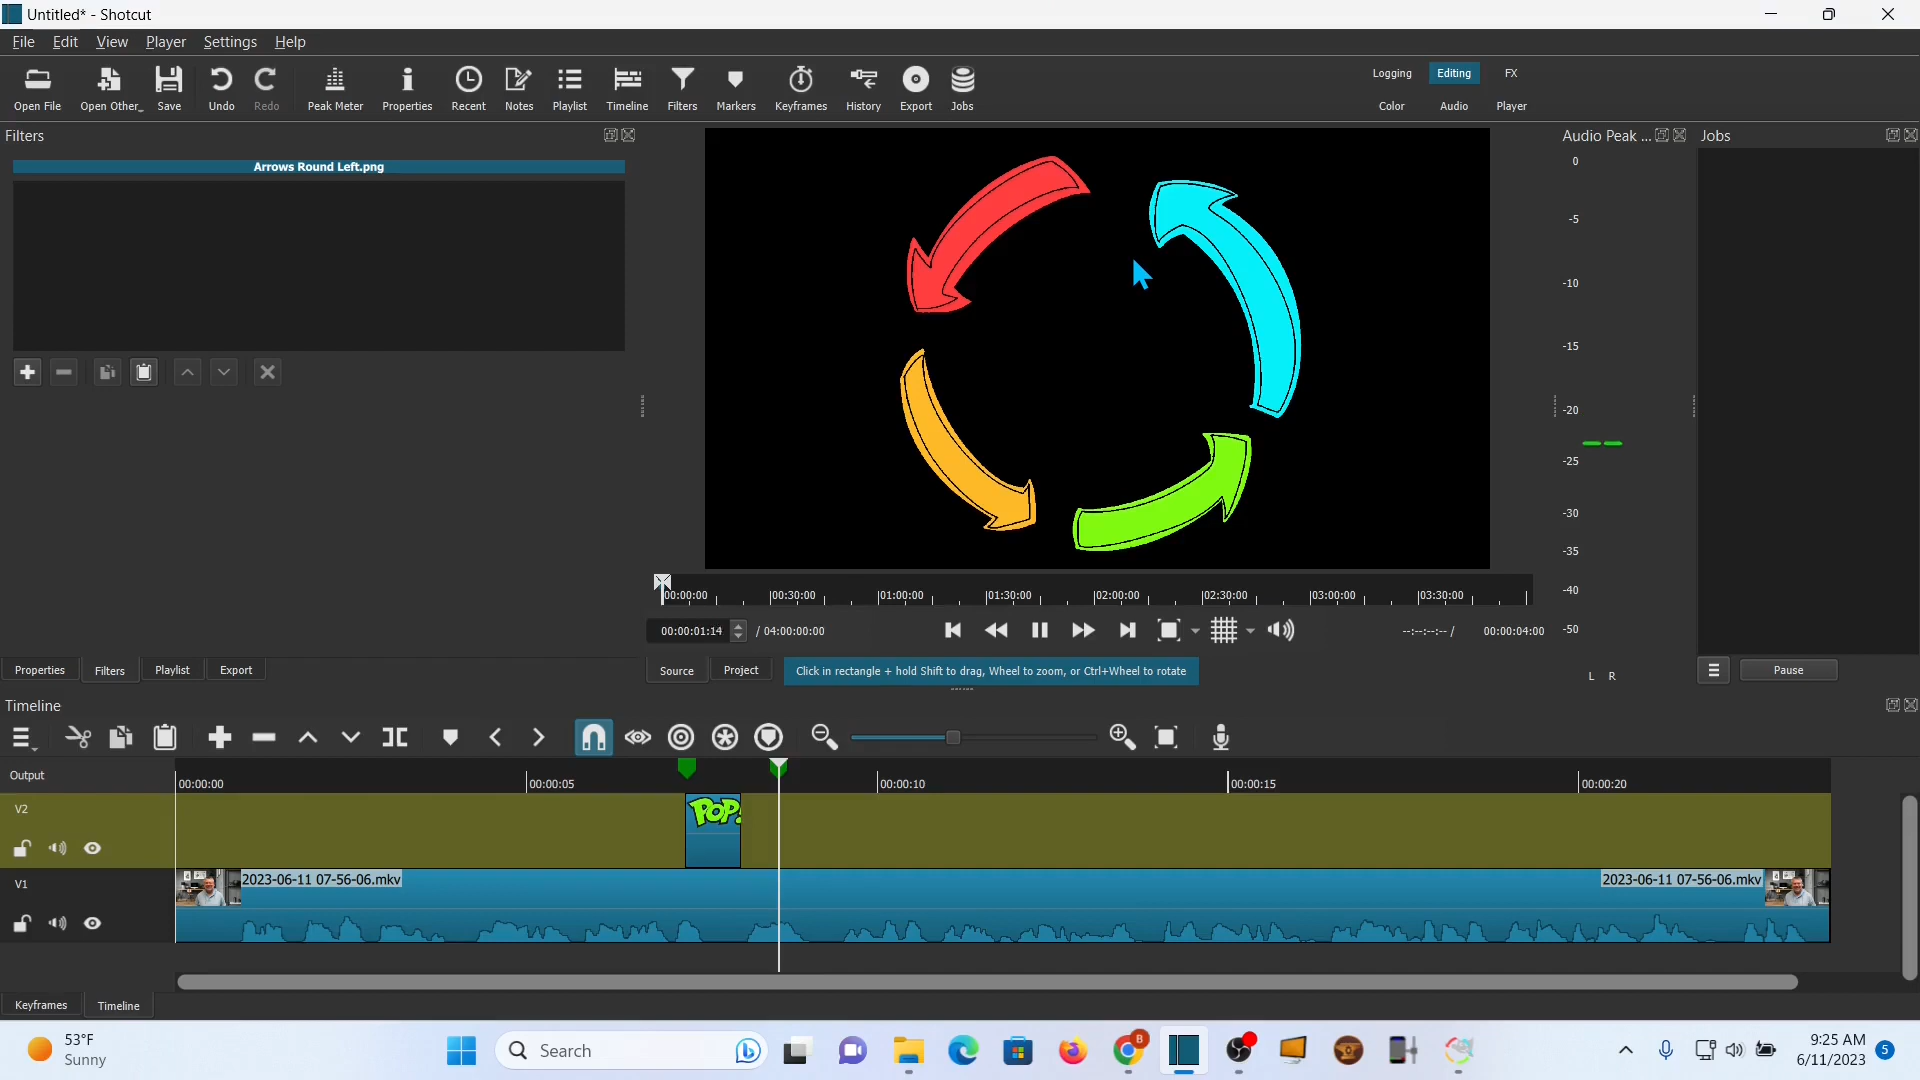 Untitled* - Shotcut
File Edit View Player Settings Help
Open File Open Other... Save Undo Redo Peak Meter Properties Recent Notes Playlist Timeline Filters Markers Keyframes History Export Jobs
Logging Editing FX
Color Audio Player
Filters
Audio Peak ...
Jobs
Arrows Round Left.png
0
-5
-10
-15
-20
-25
-30
-35
-40
-50
L R
00:00:00 00:30:00 01:00:00 01:30:00 02:00:00 02:30:00 03:00:00 03:30:00
00:00:01:14 / 04:00:00:00
--:--:--:-- / 00:00:04:00
Properties Filters Playlist Export
Source Project
Click in rectangle + hold Shift to drag, Wheel to zoom, or Ctrl+Wheel to rotate
Pause
Timeline
Output
00:00:00 00:00:05 00:00:10 00:00:15 00:00:20
V2
POP!
V1
2023-06-11 07-56-06.mkv
2023-06-11 07-56-06.mkv
Keyframes Timeline
53°F
Sunny
Search
B
9:25 AM
6/11/2023
5